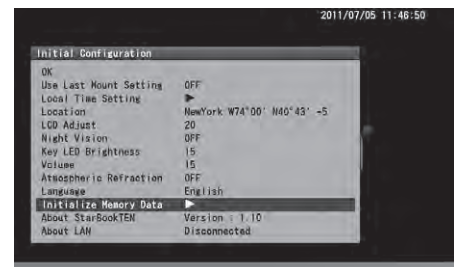 2011/07/05 11:46:50
Initial Configuration
OK
Use Last Mount Setting OFF
Local Time Setting ▶
Location NewYork W74°00' N40°43' -5
LCD Adjust 20
Night Vision OFF
Key LED Brightness 15
Volume 15
Atmospheric Refraction OFF
Language English
Initialize Memory Data ▶
About StarBookTEN Version : 1.10
About LAN Disconnected